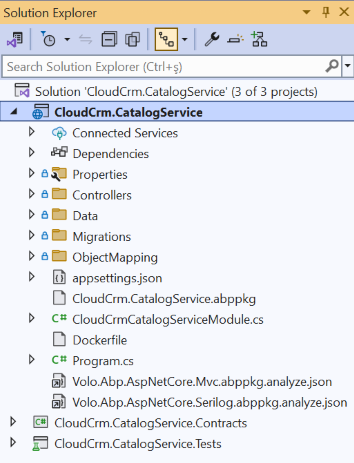 Solution Explorer
Search Solution Explorer (Ctrl+ş)
Solution 'CloudCrm.CatalogService' (3 of 3 projects)
CloudCrm.CatalogService
Connected Services
Dependencies
Properties
Controllers
Data
Migrations
ObjectMapping
appsettings.json
CloudCrm.CatalogService.abppkg
C# CloudCrmCatalogServiceModule.cs
Dockerfile
C# Program.cs
Volo.Abp.AspNetCore.Mvc.abppkg.analyze.json
Volo.Abp.AspNetCore.Serilog.abppkg.analyze.json
C# CloudCrm.CatalogService.Contracts
CloudCrm.CatalogService.Tests